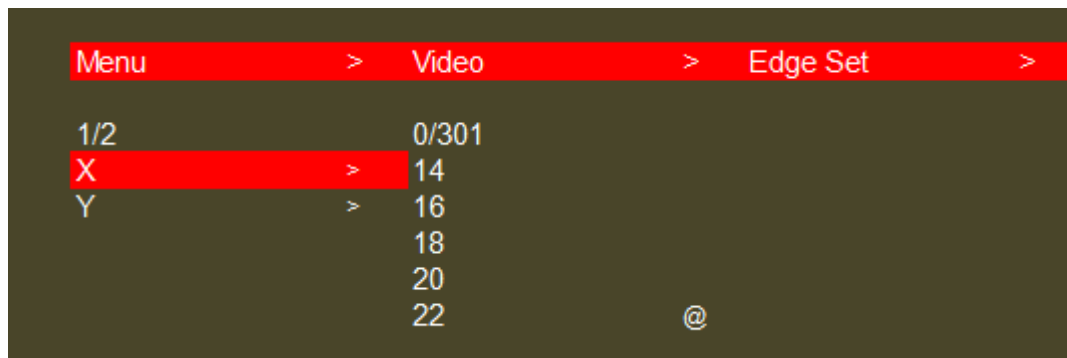 Menu > Video > Edge Set >
1/2 0/301
X > 14
Y > 16
18
20
22 @